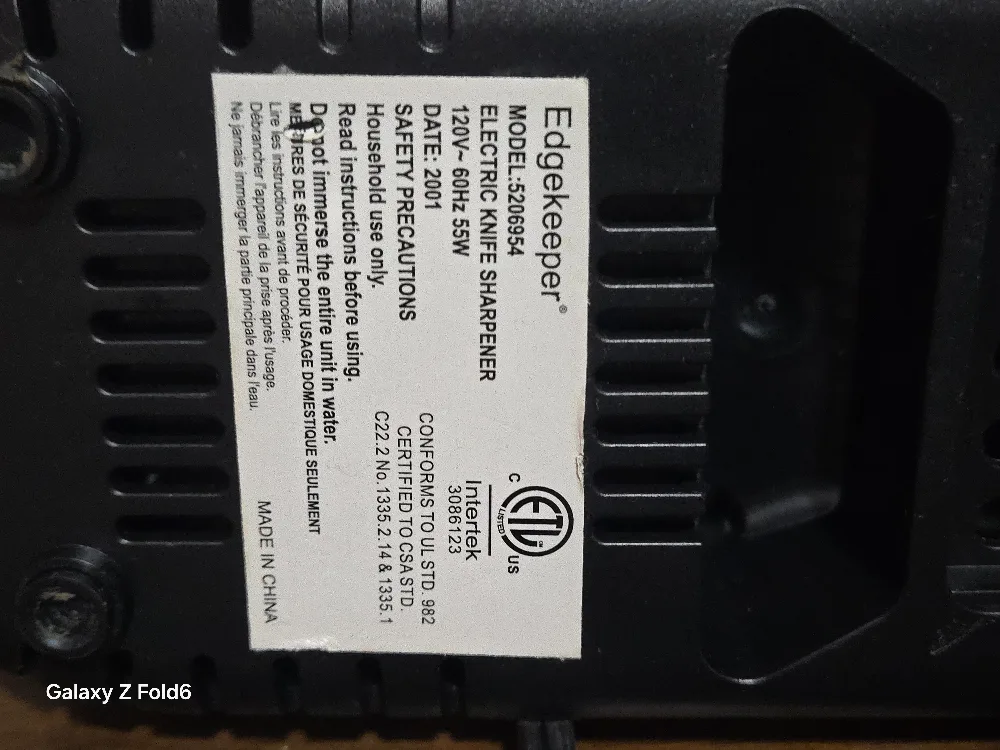 Edgekeeper®
MODEL:5206954
ELECTRIC KNIFE SHARPENER
120V~ 60Hz 55W
DATE: 2001
SAFETY PRECAUTIONS
Household use only.
Read instructions before using.
Do not immerse the entire unit in water.
MESURES DE SÉCURITÉ POUR USAGE DOMESTIQUE SEULEMENT
Lire les instructions avant de procéder.
Débrancher l'appareil de la prise après l'usage.
Ne jamais immerger la partie principale dans l'eau.
C ETL US
LISTED
Intertek
3086123
CONFORMS TO UL STD. 982
CERTIFIED TO CSA STD.
C22.2 No.1335.2.14 & 1335.1
MADE IN CHINA
Galaxy Z Fold6